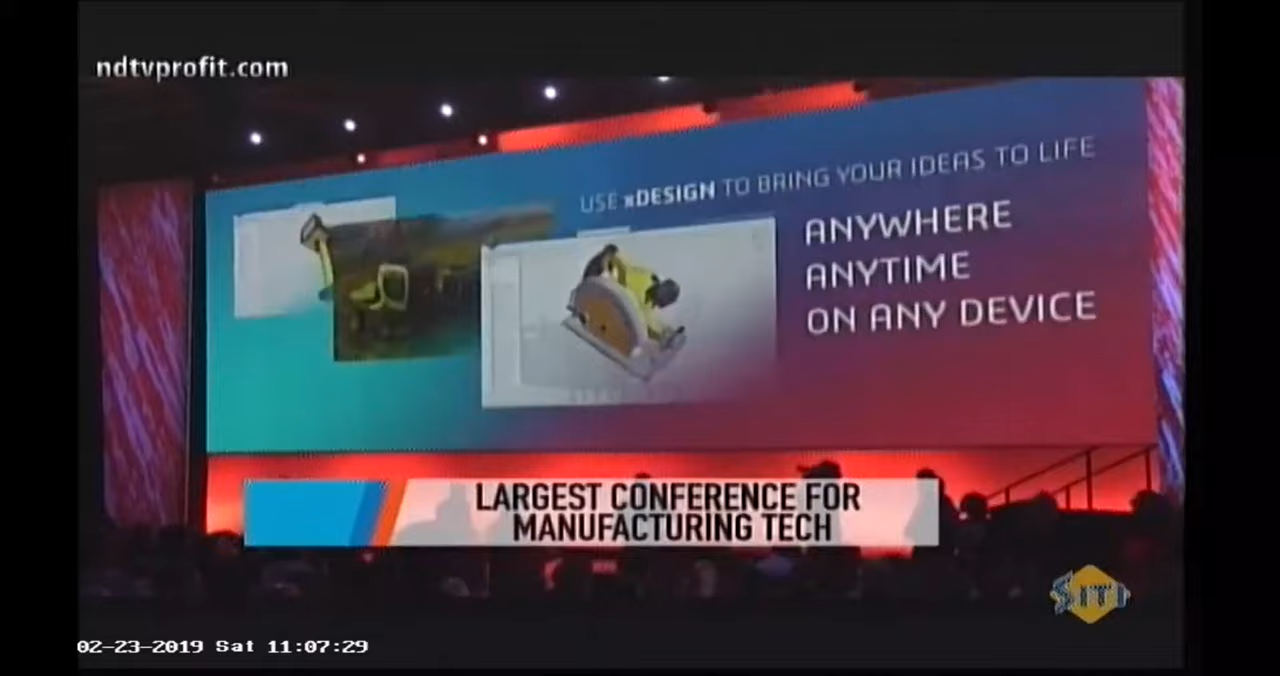 ndtvprofit.com
USE xDESIGN TO BRING YOUR IDEAS TO LIFE
ANYWHERE
ANYTIME
ON ANY DEVICE
LARGEST CONFERENCE FOR
MANUFACTURING TECH
SITI
02-23-2019 Sat 11:07:29